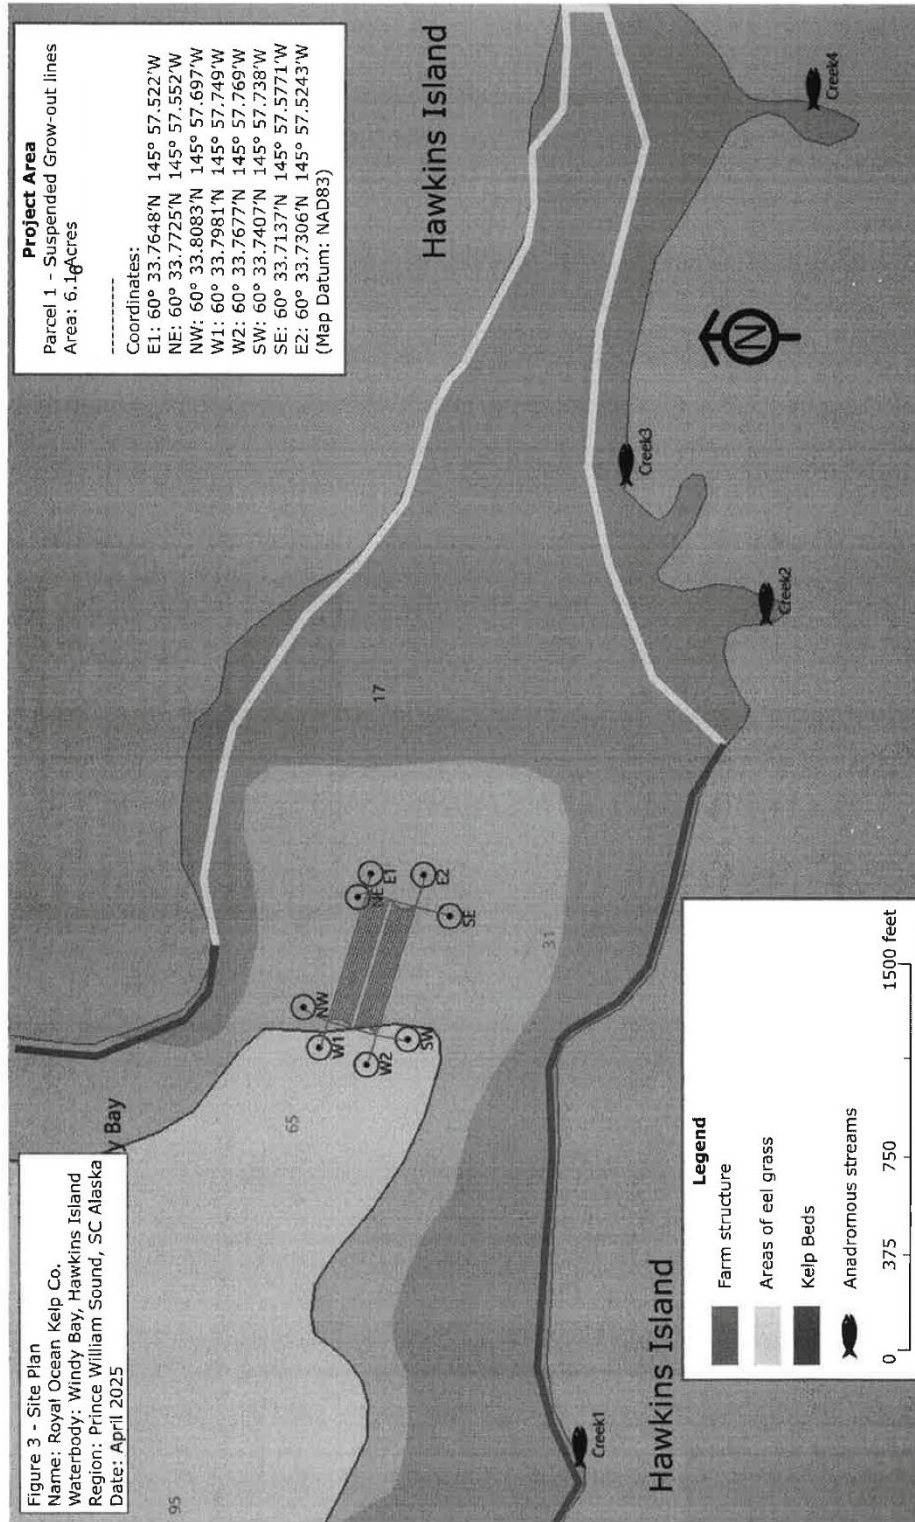 Figure 3 - Site Plan
Name: Royal Ocean Kelp Co.
Waterbody: Windy Bay, Hawkins Island
Region: Prince William Sound, SC Alaska
Date: April 2025
Project Area
Parcel 1 - Suspended Grow-out lines
Area: 6.16 Acres
----------
Coordinates:
E1: 60° 33.7648'N 145° 57.522'W
NE: 60° 33.7725'N 145° 57.552'W
NW: 60° 33.8083'N 145° 57.697'W
W1: 60° 33.7981'N 145° 57.749'W
W2: 60° 33.7677'N 145° 57.769'W
SW: 60° 33.7407'N 145° 57.738'W
SE: 60° 33.7137'N 145° 57.5771'W
E2: 60° 33.7306'N 145° 57.5243'W
(Map Datum: NAD83)
y Bay
95
65
17
31
NW
W1
W2
SW
NE
E1
E2
SE
Hawkins Island
Hawkins Island
Creek1
Creek2
Creek3
Creek4
N
Legend
Farm structure
Areas of eel grass
Kelp Beds
Anadromous streams
0 375 750 1500 feet